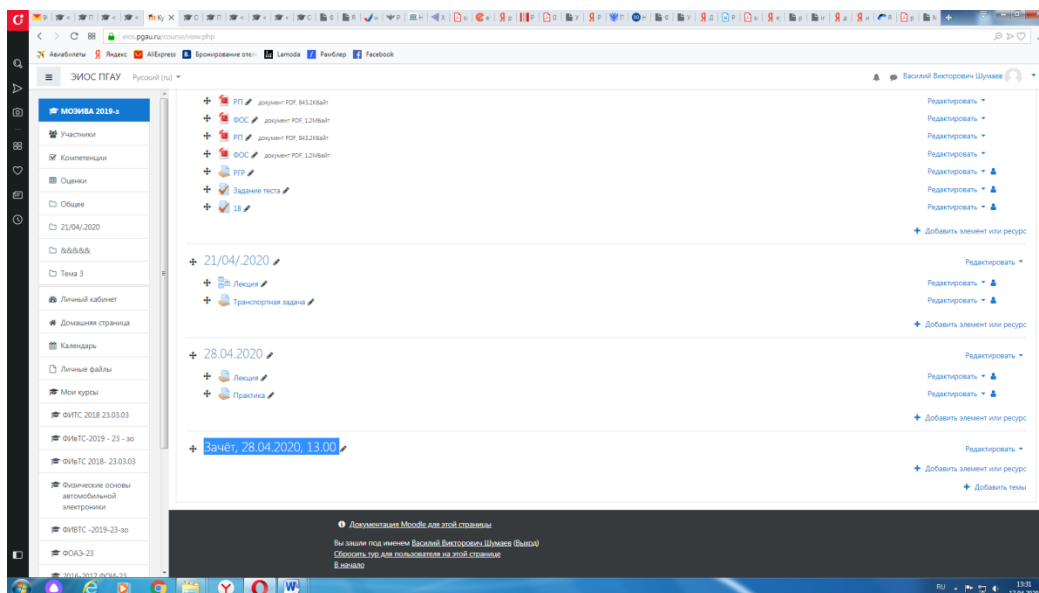 eios.pgau.ru/course/view.php
Авиабилеты Яндекс AliExpress Бронирование отел Lamoda Рамблер Facebook
ЭИОС ПГАУ Русский (ru) Василий Викторович Шумаев
МОЭИВА 2019-з
Участники
Компетенции
Оценки
Общее
21/04/.2020
&&&&&
Тема 3
Личный кабинет
Домашняя страница
Календарь
Личные файлы
Мои курсы
ФИТС 2018 23.03.03
ФИвТС-2019 - 23 - зо
ФИвТС 2018- 23.03.03
Физические основы
автомобильной
электроники
ФИВТС -2019-23-зо
ФОАЭ-23
2016-2017 ФОИ-23
РП документ PDF, 843.2Кбайт Редактировать
ФОС документ PDF, 1.2Мбайт Редактировать
РП документ PDF, 843.2Кбайт Редактировать
ФОС документ PDF, 1.2Мбайт Редактировать
РГР Редактировать
Задание теста Редактировать
18 Редактировать
+ Добавить элемент или ресурс
21/04/.2020 Редактировать
Лекция Редактировать
Транспортная задача Редактировать
+ Добавить элемент или ресурс
28.04.2020 Редактировать
Лекция Редактировать
Практика Редактировать
+ Добавить элемент или ресурс
Зачёт, 28.04.2020, 13.00 Редактировать
+ Добавить элемент или ресурс
+ Добавить темы
Документация Moodle для этой страницы
Вы зашли под именем Василий Викторович Шумаев (Выход)
Сбросить тур для пользователя на этой странице
В начало
RU 13:31